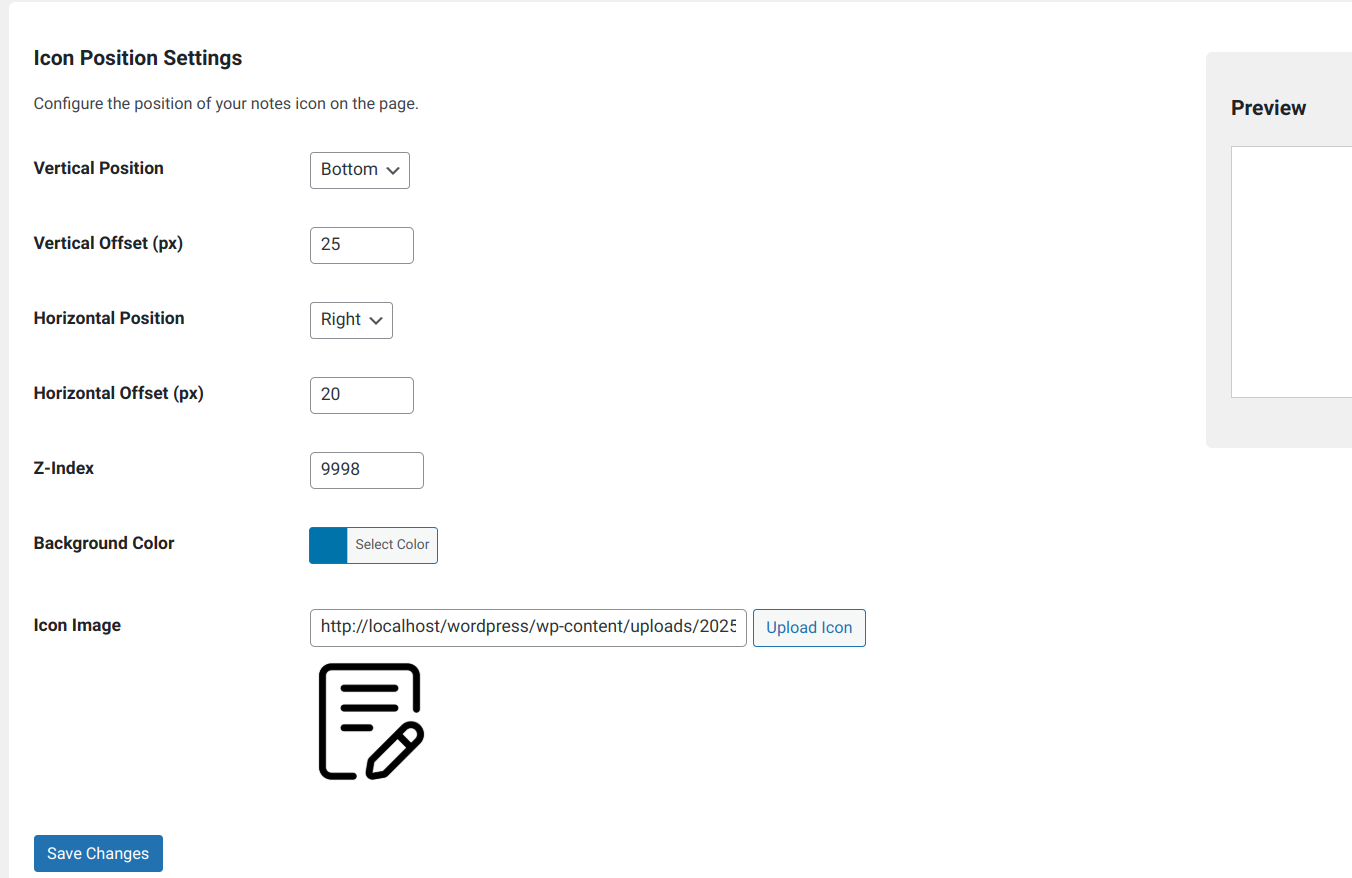 Icon Position Settings
Configure the position of your notes icon on the page.
Preview
Vertical Position
Bottom
Vertical Offset (px)
25
Horizontal Position
Right
Horizontal Offset (px)
20
Z-Index
9998
Background Color
Select Color
Icon Image
http://localhost/wordpress/wp-content/uploads/2025
Upload Icon
Save Changes